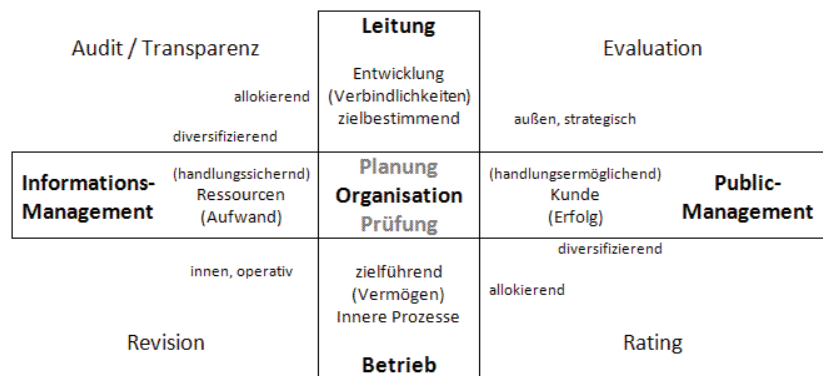 Leitung
Audit / Transparenz
Evaluation
Entwicklung
(Verbindlichkeiten)
zielbestimmend
allokierend
diversifizierend
außen, strategisch
Informations-
Management
(handlungssichernd)
Ressourcen
(Aufwand)
Planung
Organisation
Prüfung
(handlungsermöglichend)
Kunde
(Erfolg)
Public-
Management
innen, operativ
zielführend
(Vermögen)
Innere Prozesse
diversifizierend
allokierend
Revision
Betrieb
Rating